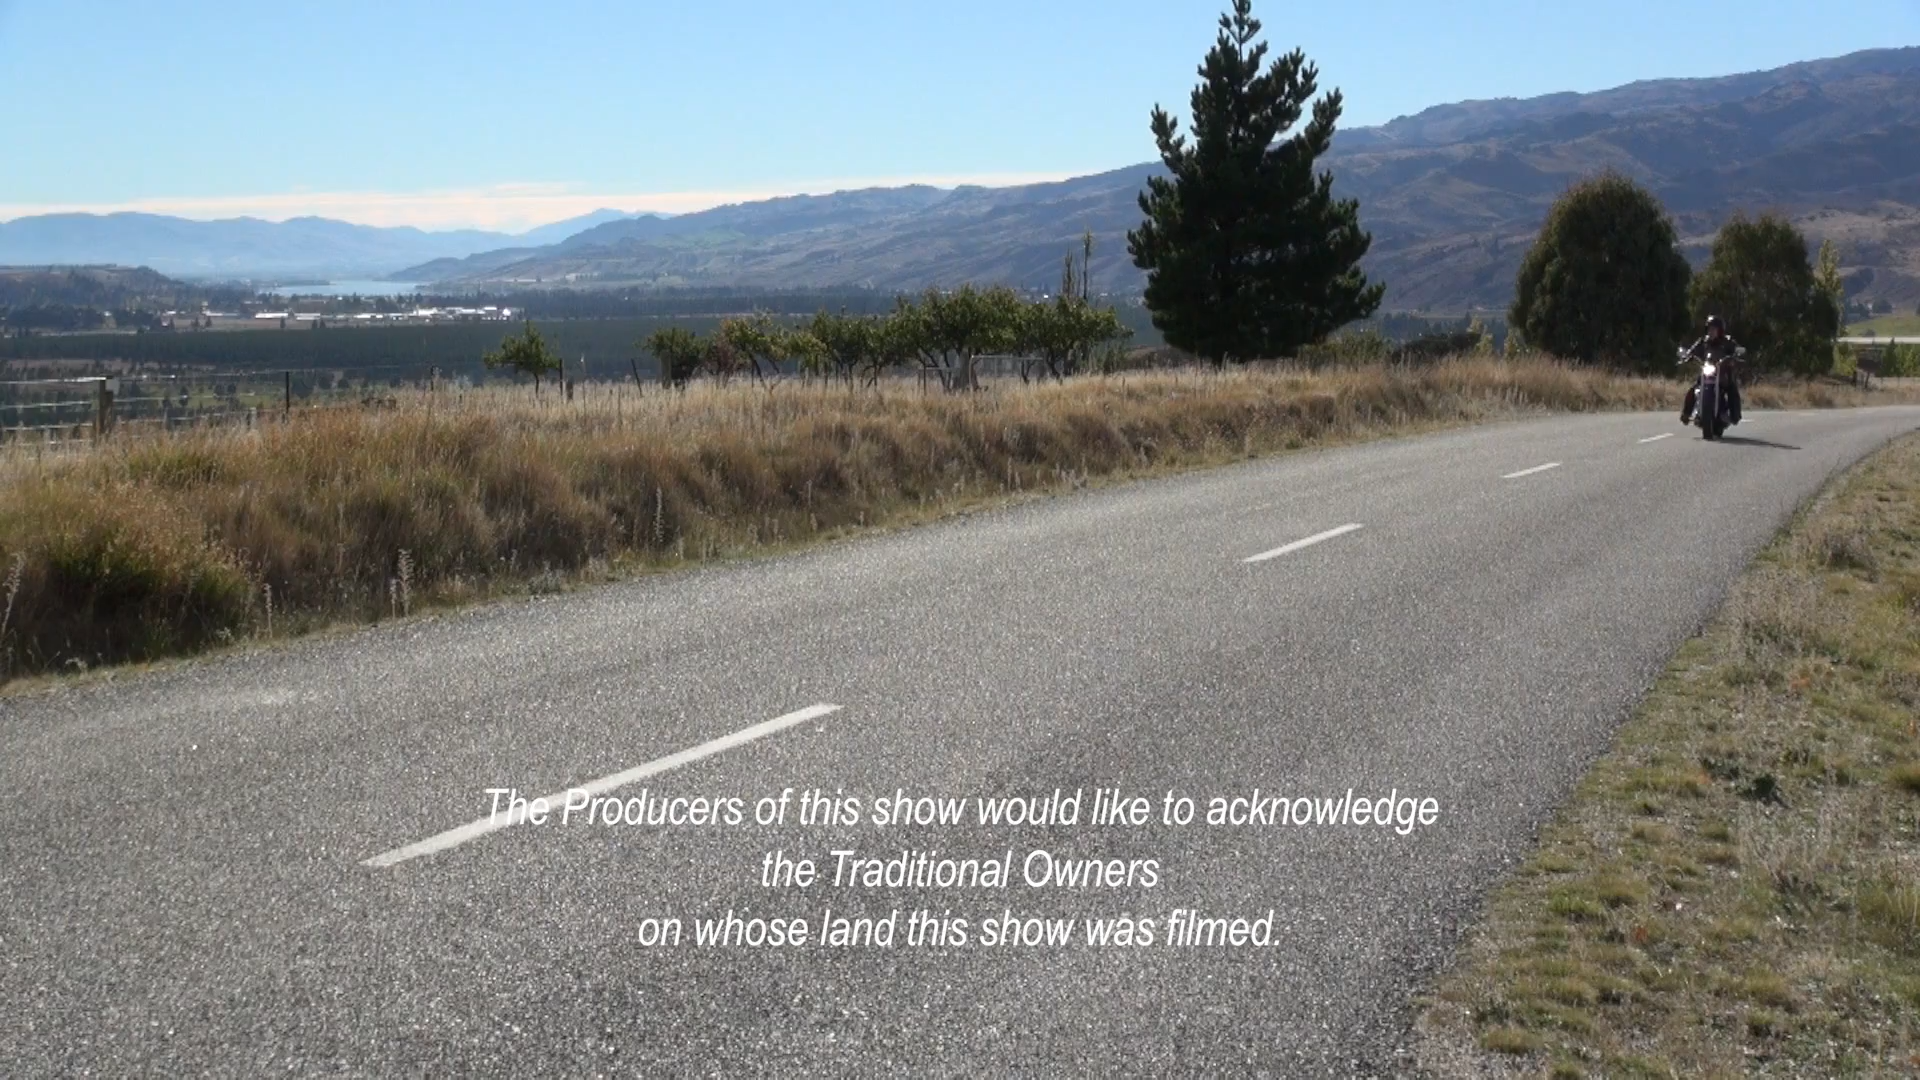 The Producers of this show would like to acknowledge
the Traditional Owners
on whose land this show was filmed.